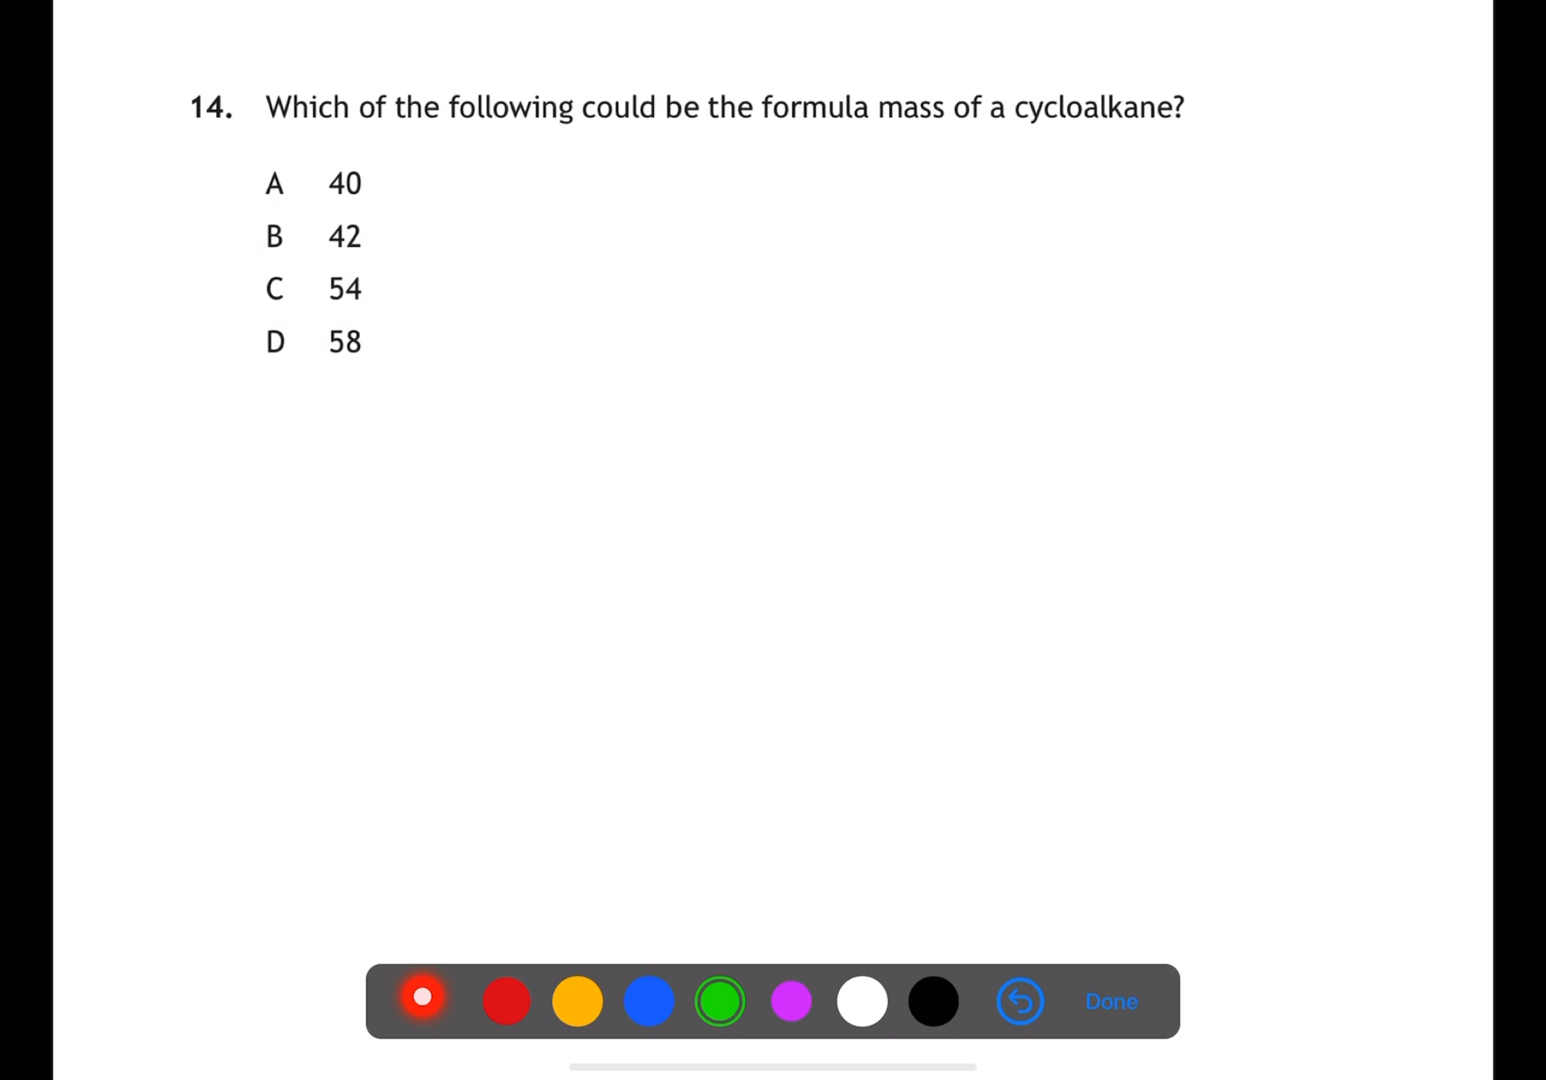 14. Which of the following could be the formula mass of a cycloalkane?
A 40
B 42
C 54
D 58
Done